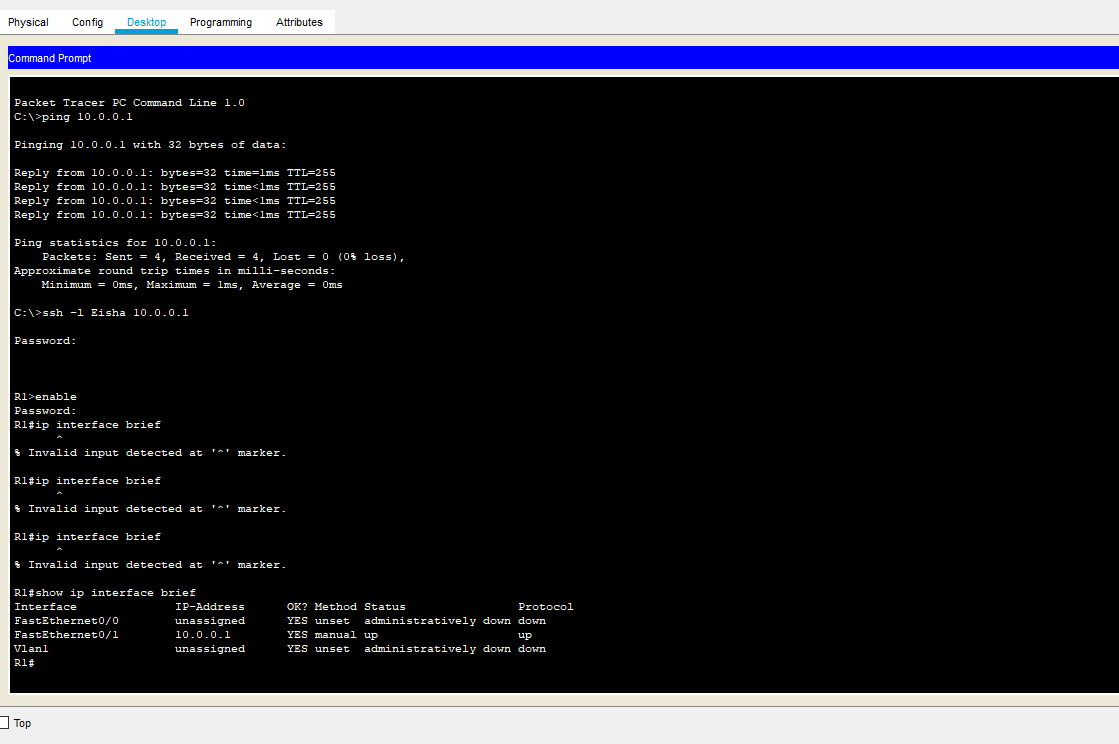 Physical Config Desktop Programming Attributes
Command Prompt
Packet Tracer PC Command Line 1.0
C:\>ping 10.0.0.1
Pinging 10.0.0.1 with 32 bytes of data:
Reply from 10.0.0.1: bytes=32 time=1ms TTL=255
Reply from 10.0.0.1: bytes=32 time<1ms TTL=255
Reply from 10.0.0.1: bytes=32 time<1ms TTL=255
Reply from 10.0.0.1: bytes=32 time<1ms TTL=255
Ping statistics for 10.0.0.1:
    Packets: Sent = 4, Received = 4, Lost = 0 (0% loss),
Approximate round trip times in milli-seconds:
    Minimum = 0ms, Maximum = 1ms, Average = 0ms
C:\>ssh -l Eisha 10.0.0.1
Password:
R1>enable
Password:
R1#ip interface brief
      ^
% Invalid input detected at '^' marker.
R1#ip interface brief
      ^
% Invalid input detected at '^' marker.
R1#ip interface brief
      ^
% Invalid input detected at '^' marker.
R1#show ip interface brief
Interface              IP-Address      OK? Method Status                Protocol
FastEthernet0/0        unassigned      YES unset  administratively down down
FastEthernet0/1        10.0.0.1        YES manual up                    up
Vlan1                  unassigned      YES unset  administratively down down
R1#
Top